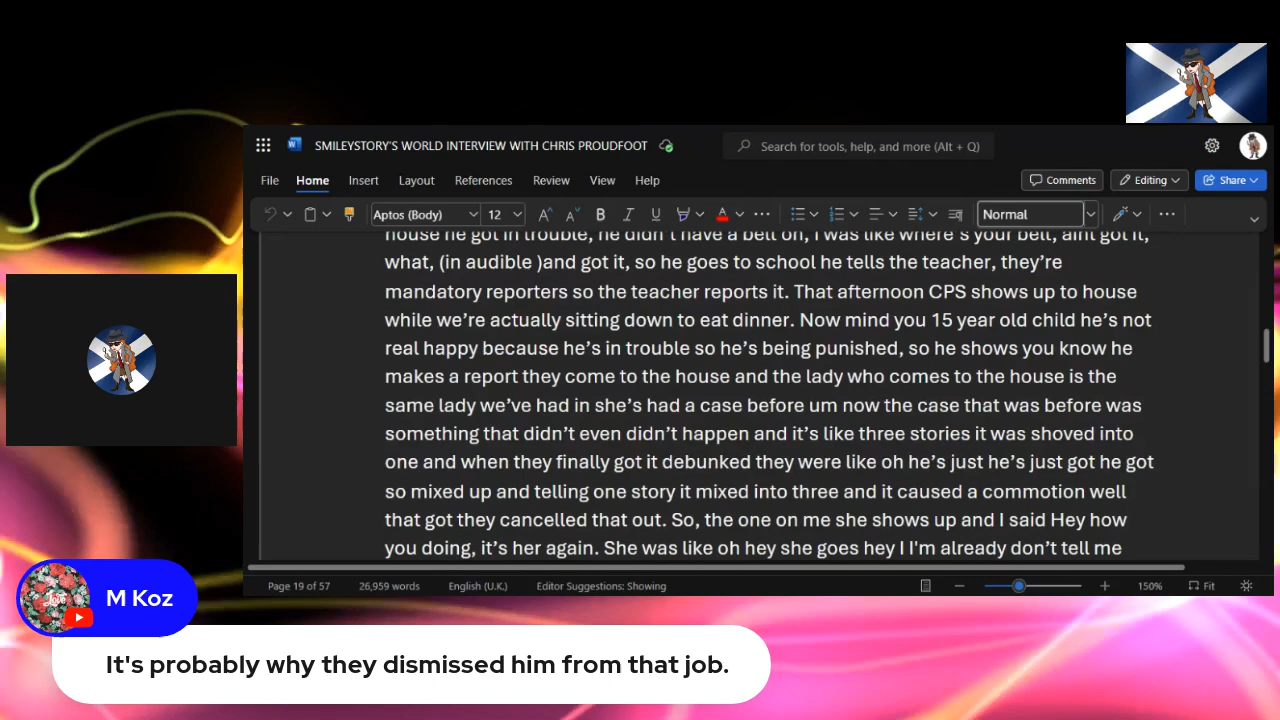 SMILEYSTORY'S WORLD INTERVIEW WITH CHRIS PROUDFOOT
Search for tools, help, and more (Alt + Q)
File Home Insert Layout References Review View Help
Comments Editing Share
Aptos (Body) 12 B I U A Normal
house he got in trouble, he didn't have a belt on, I was like where's your belt, aint got it,
what, (in audible )and got it, so he goes to school he tells the teacher, they're
mandatory reporters so the teacher reports it. That afternoon CPS shows up to house
while we're actually sitting down to eat dinner. Now mind you 15 year old child he's not
real happy because he's in trouble so he's being punished, so he shows you know he
makes a report they come to the house and the lady who comes to the house is the
same lady we've had in she's had a case before um now the case that was before was
something that didn't even didn't happen and it's like three stories it was shoved into
one and when they finally got it debunked they were like oh he's just he's just got he got
so mixed up and telling one story it mixed into three and it caused a commotion well
that got they cancelled that out. So, the one on me she shows up and I said Hey how
you doing, it's her again. She was like oh hey she goes hey I I'm already don't tell me
Page 19 of 57 26,959 words English (U.K.) Editor Suggestions: Showing 150% Fit
M Koz
It's probably why they dismissed him from that job.